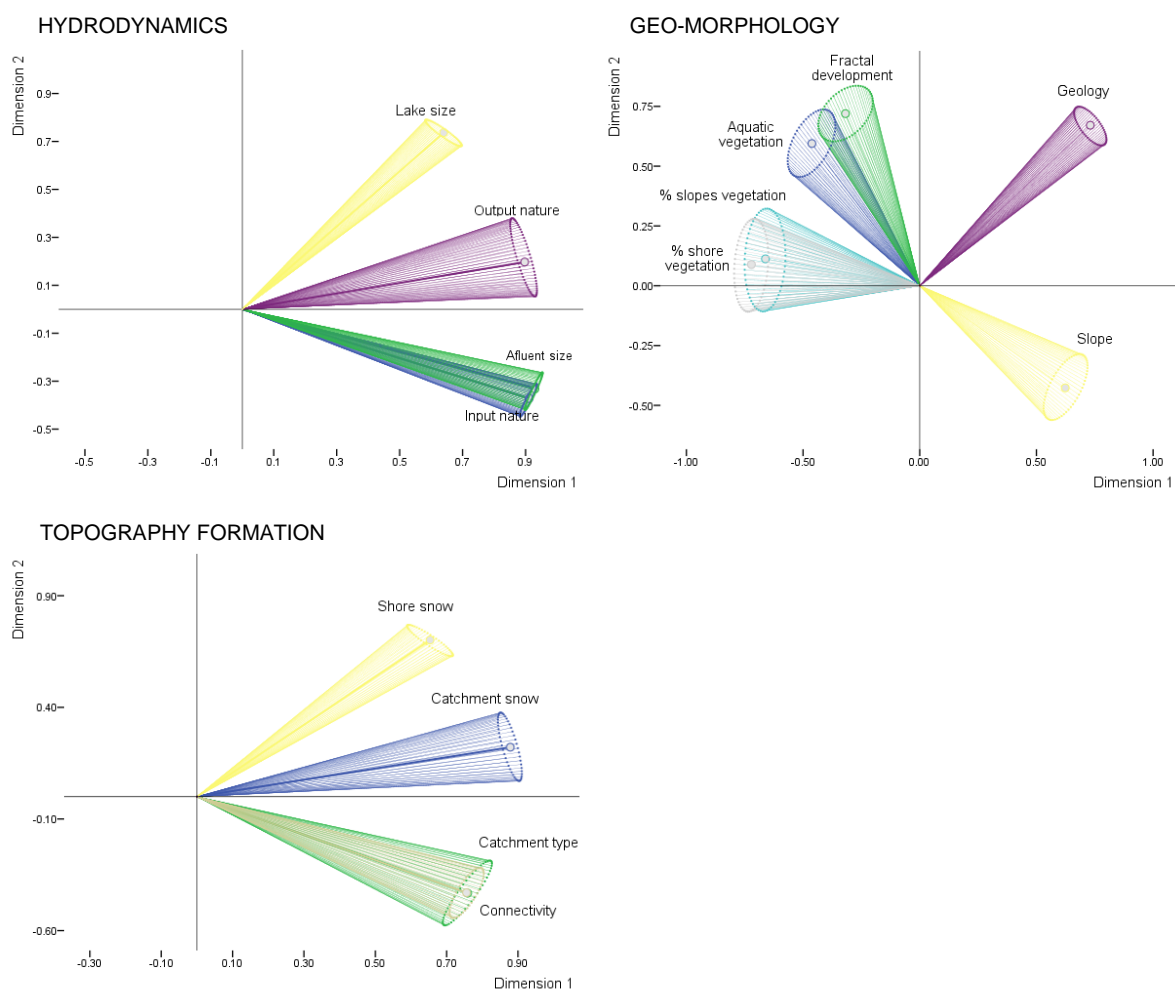 HYDRODYNAMICS
Dimension 2
0.9
0.7
0.5
0.3
0.1
-0.1
-0.3
-0.5
Lake size
Output nature
Afluent size
Input nature
-0.5 -0.3 -0.1 0.1 0.3 0.5 0.7 0.9
Dimension 1
GEO-MORPHOLOGY
Dimension 2
0.75
0.50
0.25
0.00
-0.25
-0.50
Fractal
development
Geology
Aquatic
vegetation
% slopes vegetation
% shore
vegetation
Slope
-1.00 -0.50 0.00 0.50 1.00
Dimension 1
TOPOGRAPHY FORMATION
Dimension 2
0.90
0.40
-0.10
-0.60
Shore snow
Catchment snow
Catchment type
Connectivity
-0.30 -0.10 0.10 0.30 0.50 0.70 0.90
Dimension 1